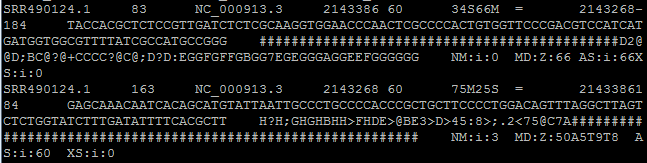 SRR490124.1 83 NC_000913.3 2143386 60 34S66M = 2143268-
184 TACCACGCTCTCCGTTGATCTCTCGCAAGGTGGAACCCAACTCGCCCCACTGTGGTTCCCGACGTCCATCAT
GATGGTGGCGTTTTATCGCCATGCCGGG ##############################################D2@
@D;BC@?@+CCCC?@C@;D?D:EGGFGFFGBGG7EGEGGGAGGEEFGGGGGG NM:i:0 MD:Z:66 AS:i:66X
S:i:0
SRR490124.1 163 NC_000913.3 2143268 60 75M25S = 21433861
84 GAGCAAACAATCACAGCATGTATTAATTGCCCTGCCCCACCCGCTGCTTCCCCTGGACAGTTTAGGCTTAGT
CTCTGGTATCTTTGATATTTTCACGCTT H?H;GHGHBHH>FHDE>@BE3>D>45:8>;.2<75@C7A#########
##################################################### NM:i:3 MD:Z:50A5T9T8 A
S:i:60 XS:i:0